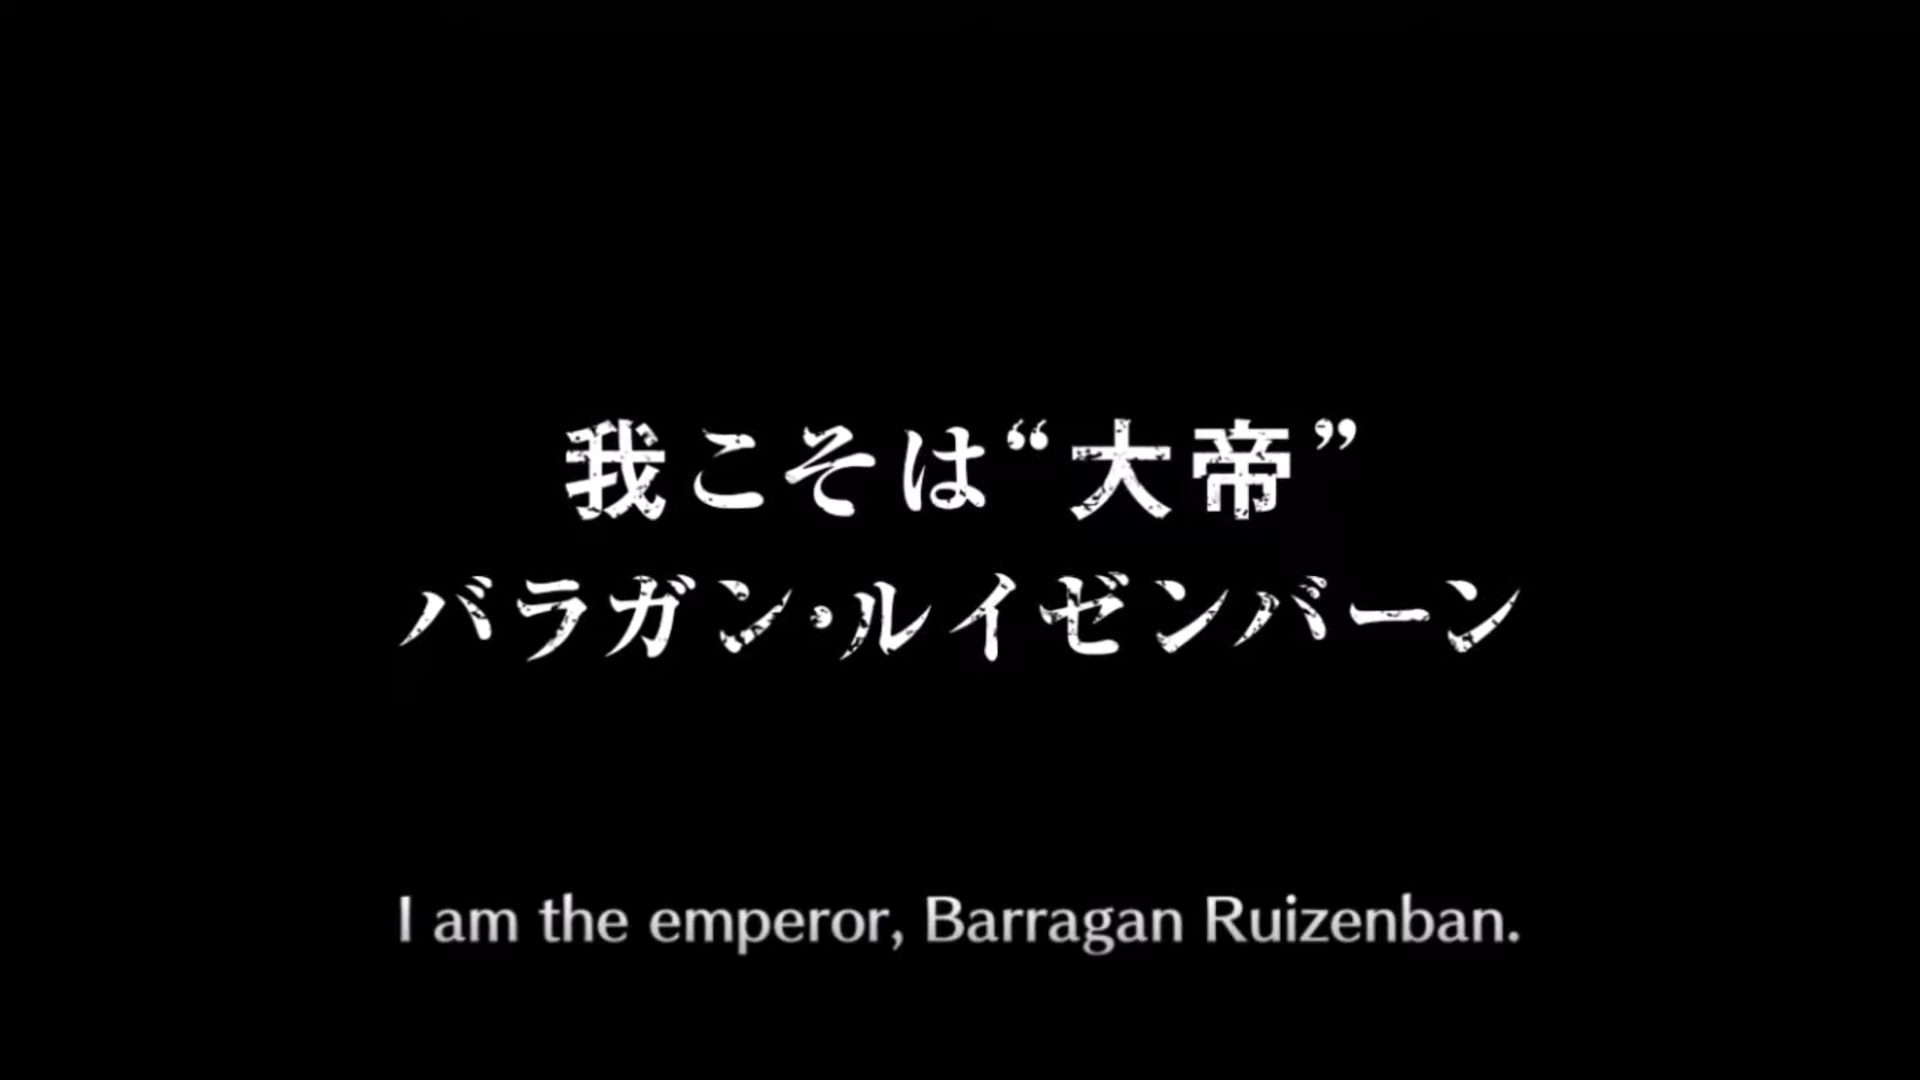 我こそは“大帝”
バラガン・ルイゼンバーン
I am the emperor, Barragan Ruizenban.